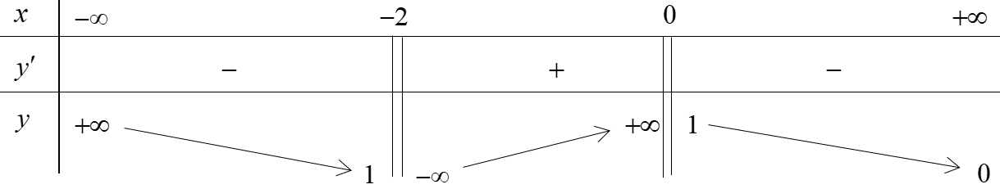 x −∞ −2 0 +∞
y′ − + −
y +∞ 1 −∞ +∞ 1 0